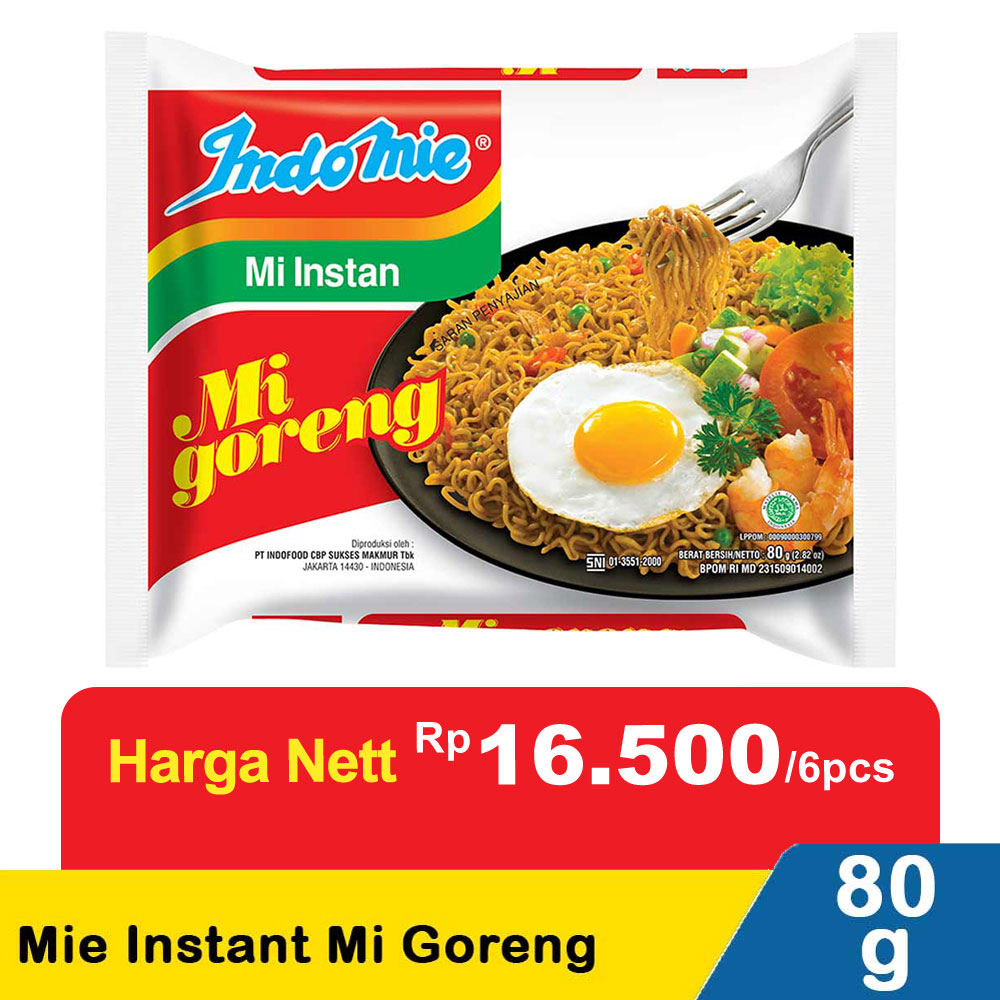 Indomie®
Mi Instan
Mi
goreng
SARAN PENYAJIAN
Diproduksi oleh :
PT INDOFOOD CBP SUKSES MAKMUR Tbk
JAKARTA 14430 - INDONESIA
LPPOM : 00090000300799
SNI 01-3551-2000
BERAT BERSIH/NETTO : 80 g (2.82 oz)
BPOM RI MD 231509014002
Harga Nett Rp16.500/6pcs
80
g
Mie Instant Mi Goreng